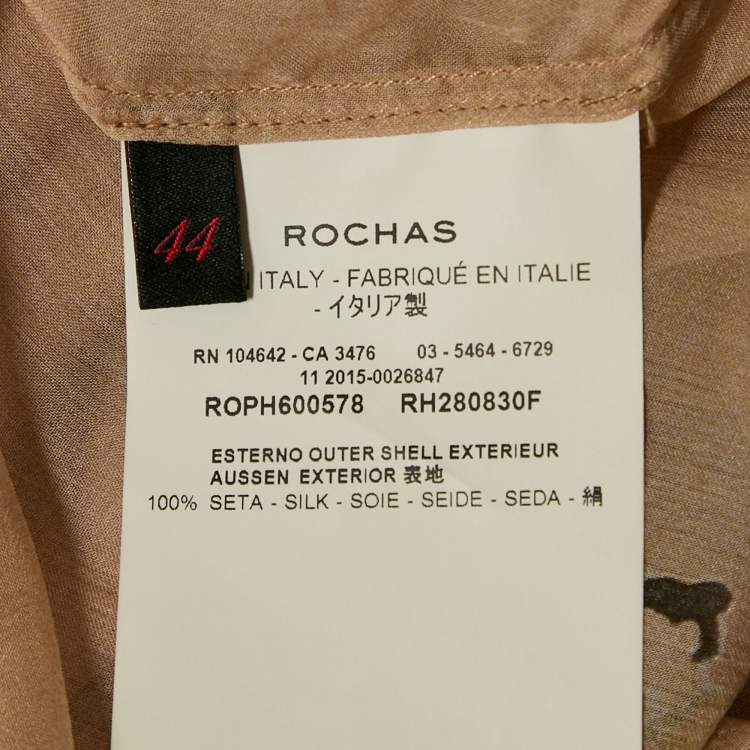 44
ROCHAS
ITALY - FABRIQUÉ EN ITALIE
- イタリア製
RN 104642 - CA 3476 03 - 5464 - 6729
11 2015-0026847
ROPH600578 RH280830F
ESTERNO OUTER SHELL EXTERIEUR
AUSSEN EXTERIOR 表地
100% SETA - SILK - SOIE - SEIDE - SEDA - 絹